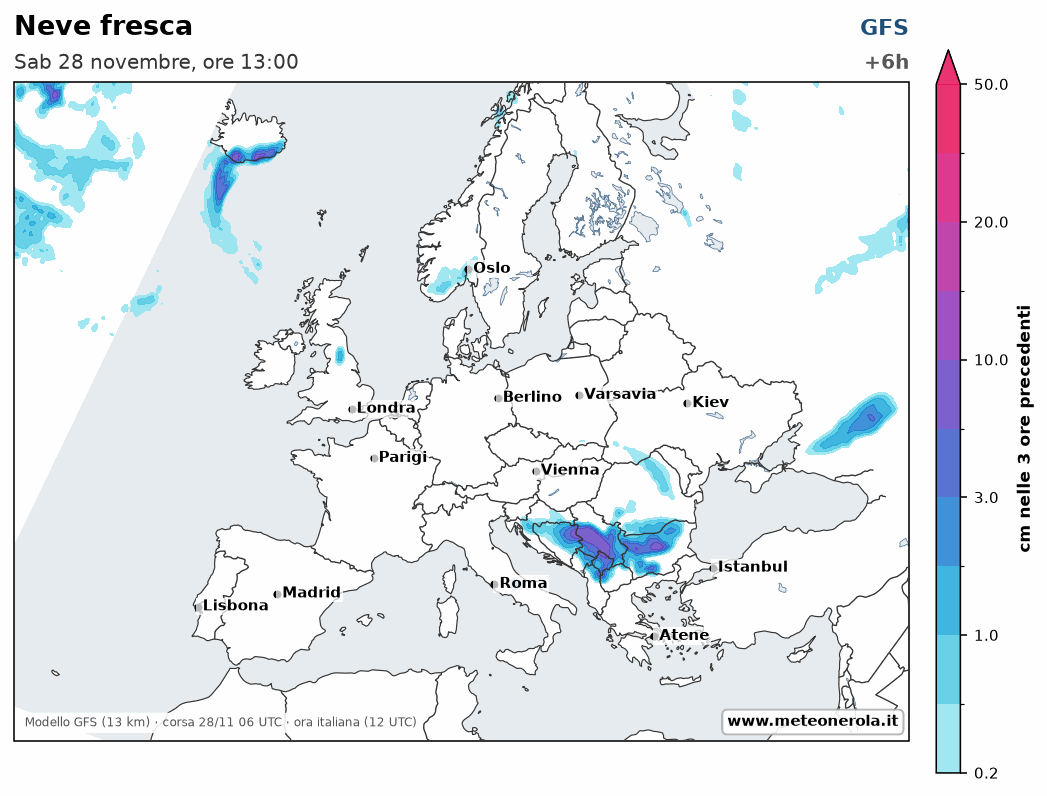 Neve fresca
GFS
Sab 28 novembre, ore 13:00
+6h
50.0
20.0
10.0
3.0
1.0
0.2
cm nelle 3 ore precedenti
Oslo
Berlino
Varsavia
Kiev
Londra
Parigi
Vienna
Istanbul
Roma
Madrid
Lisbona
Atene
Modello GFS (13 km) · corsa 28/11 06 UTC · ora italiana (12 UTC)
www.meteonerola.it